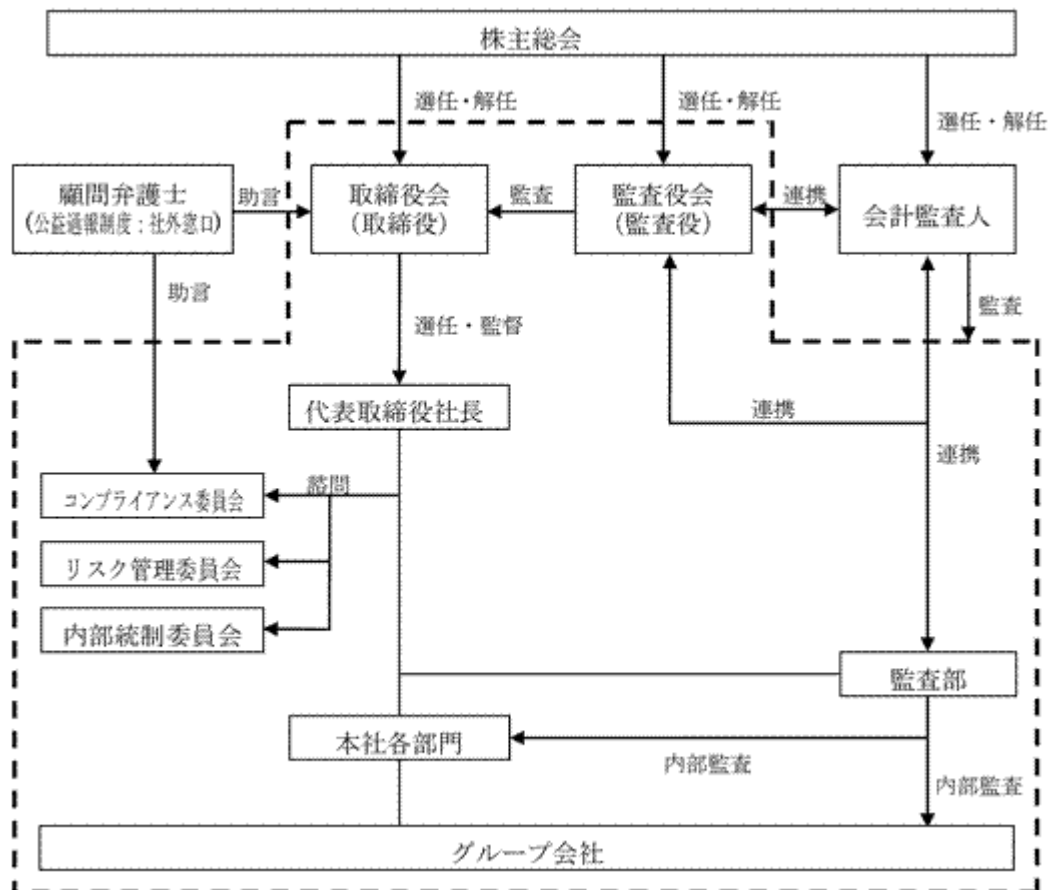 株主総会
選任・解任
選任・解任
選任・解任
顧問弁護士
(公益通報制度:社外窓口)
助言
取締役会
(取締役)
監査
監査役会
(監査役)
連携
会計監査人
助言
監査
選任・監督
代表取締役社長
連携
連携
諮問
コンプライアンス委員会
リスク管理委員会
内部統制委員会
監査部
本社各部門
内部監査
内部監査
グループ会社